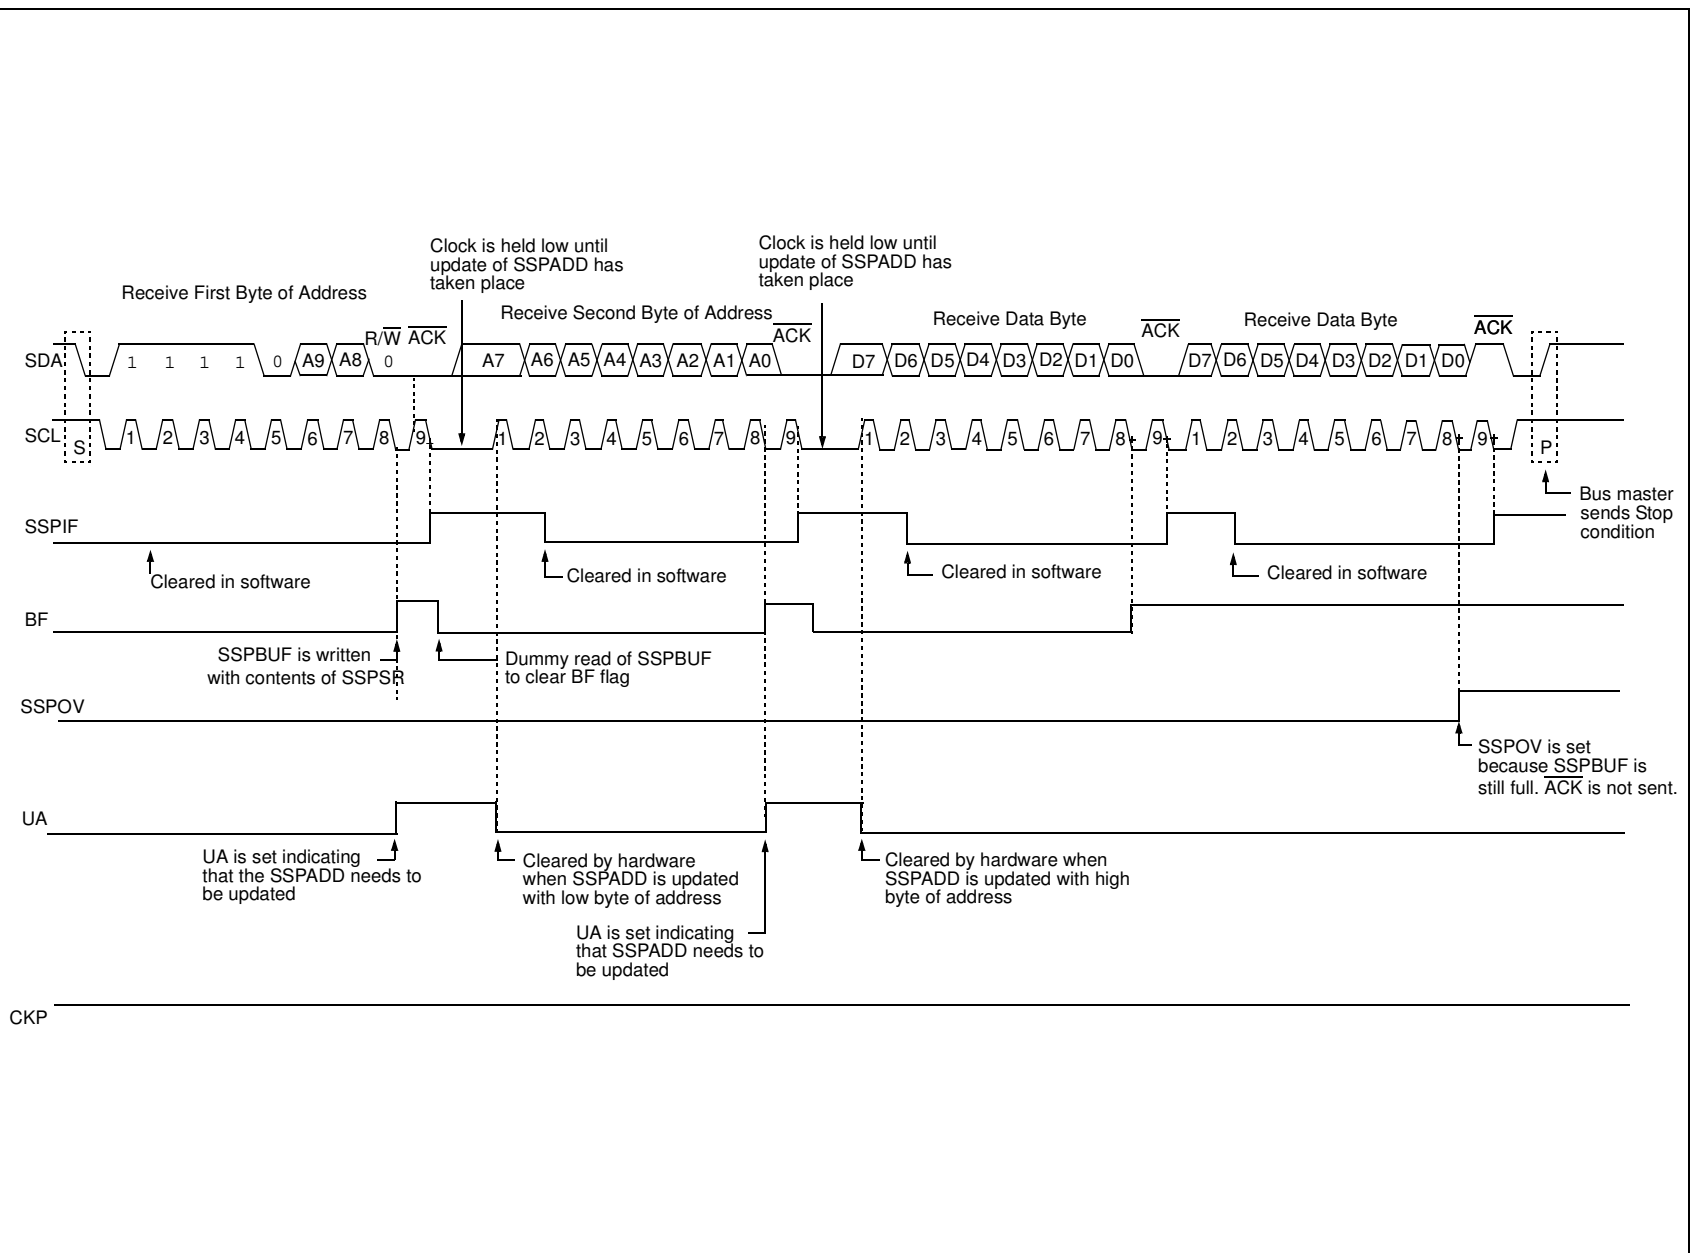 Clock is held low until
update of SSPADD has
taken place
Clock is held low until
update of SSPADD has
taken place
Receive First Byte of Address
Receive Second Byte of Address
Receive Data Byte
Receive Data Byte
R/W ACK
ACK
ACK
ACK
SDA 1 1 1 1 0 A9 A8 0 A7 A6 A5 A4 A3 A2 A1 A0 D7 D6 D5 D4 D3 D2 D1 D0 D7 D6 D5 D4 D3 D2 D1 D0
SCL S 1 2 3 4 5 6 7 8 9 1 2 3 4 5 6 7 8 9 1 2 3 4 5 6 7 8 9 1 2 3 4 5 6 7 8 9 P
Bus master
sends Stop
condition
SSPIF
Cleared in software
Cleared in software
Cleared in software
Cleared in software
BF
SSPBUF is written
with contents of SSPSR
Dummy read of SSPBUF
to clear BF flag
SSPOV
SSPOV is set
because SSPBUF is
still full. ACK is not sent.
UA
UA is set indicating
that the SSPADD needs to
be updated
Cleared by hardware
when SSPADD is updated
with low byte of address
Cleared by hardware when
SSPADD is updated with high
byte of address
UA is set indicating
that SSPADD needs to
be updated
CKP